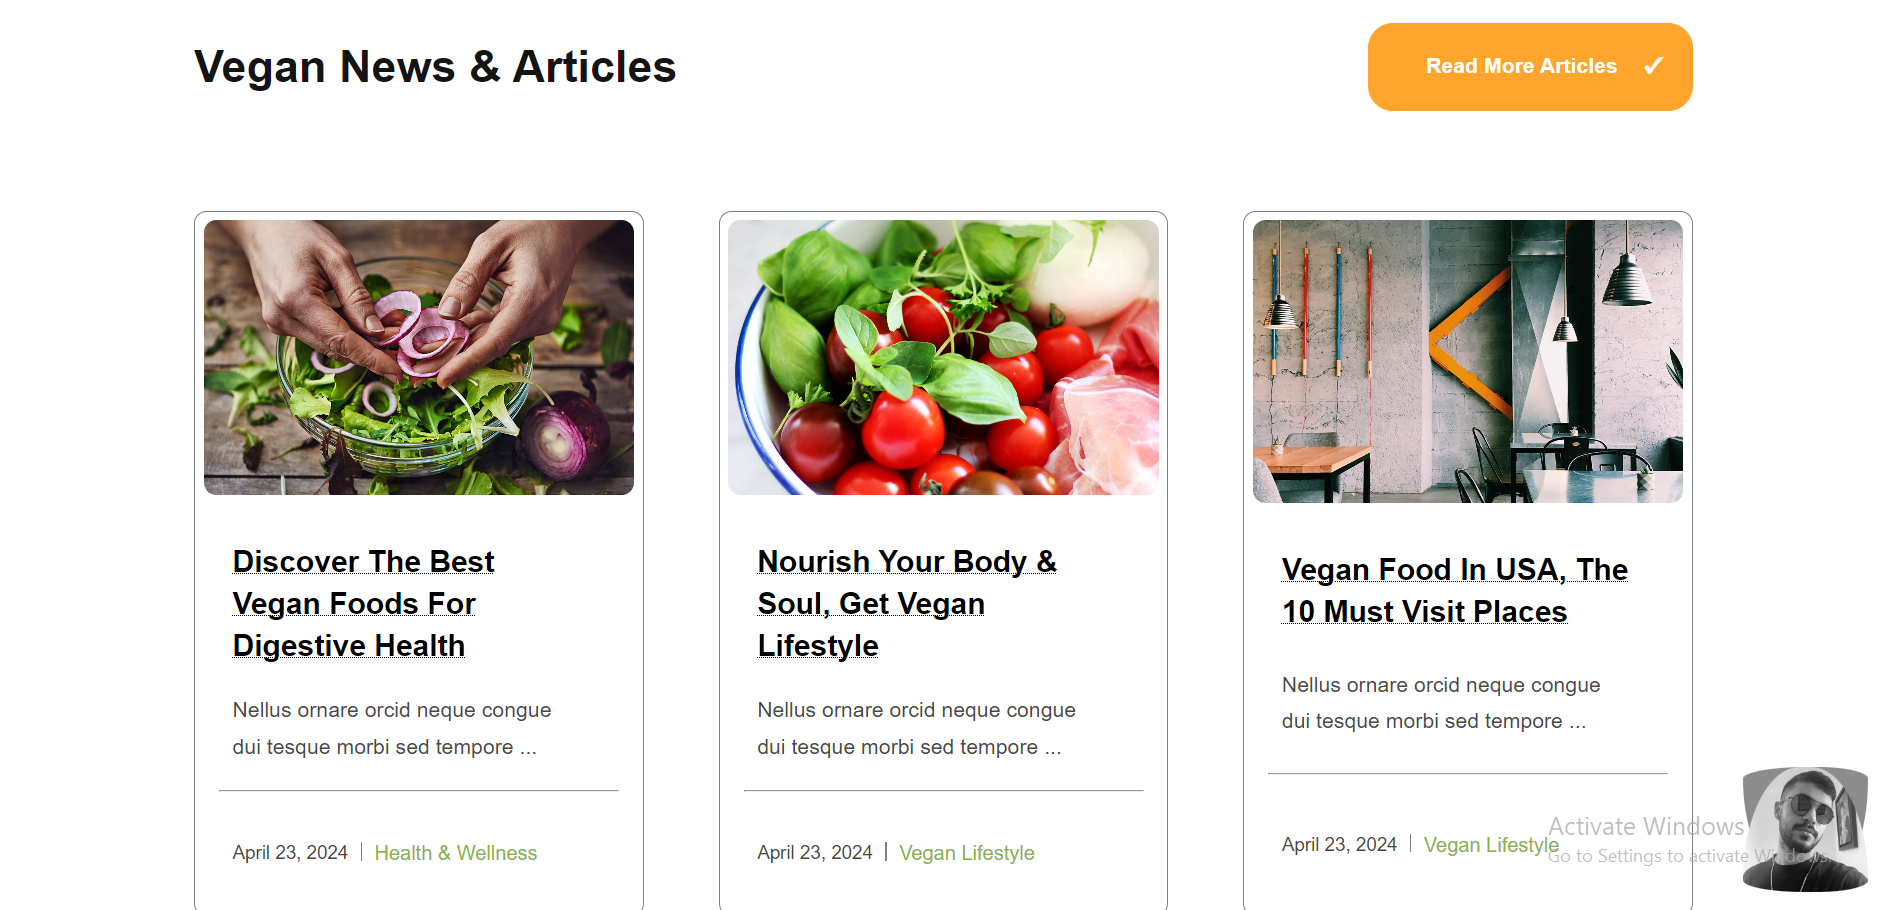 Vegan News & Articles
Read More Articles ✓
Discover The Best
Vegan Foods For
Digestive Health
Nellus ornare orcid neque congue
dui tesque morbi sed tempore ...
April 23, 2024 | Health & Wellness
Nourish Your Body &
Soul, Get Vegan
Lifestyle
Nellus ornare orcid neque congue
dui tesque morbi sed tempore ...
April 23, 2024 | Vegan Lifestyle
Vegan Food In USA, The
10 Must Visit Places
Nellus ornare orcid neque congue
dui tesque morbi sed tempore ...
April 23, 2024 | Vegan Lifestyle
Activate Windows
Go to Settings to activate Windows.